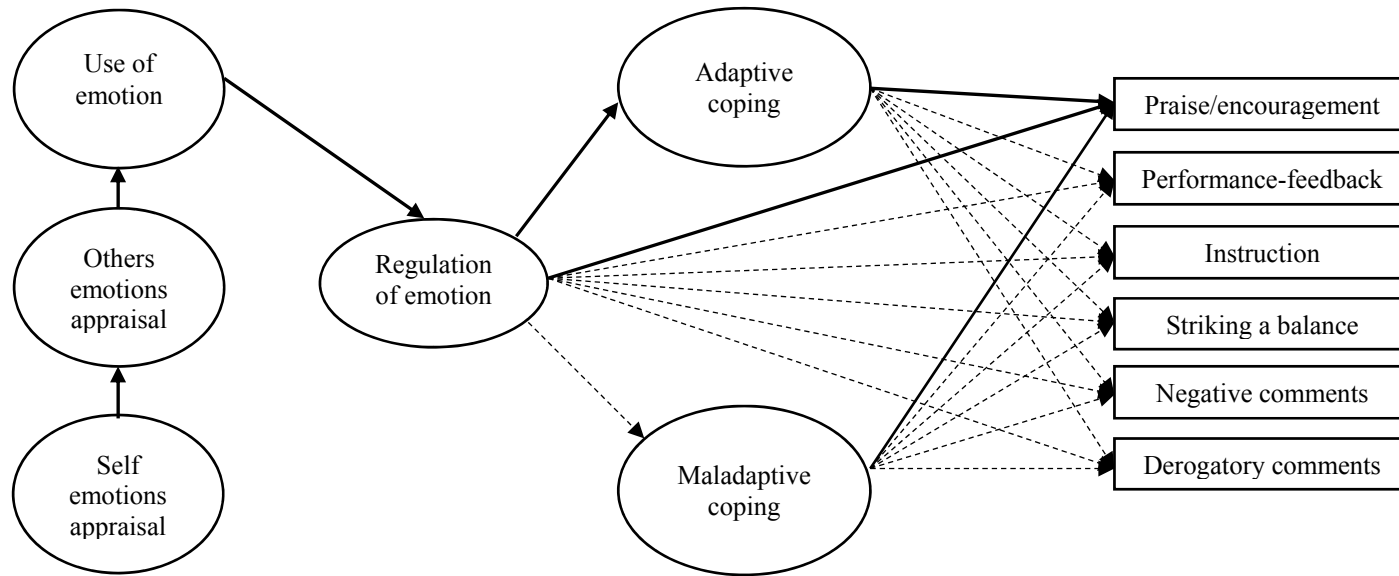 Use of
emotion
Others
emotions
appraisal
Self
emotions
appraisal
Regulation
of emotion
Adaptive
coping
Maladaptive
coping
Praise/encouragement
Performance-feedback
Instruction
Striking a balance
Negative comments
Derogatory comments